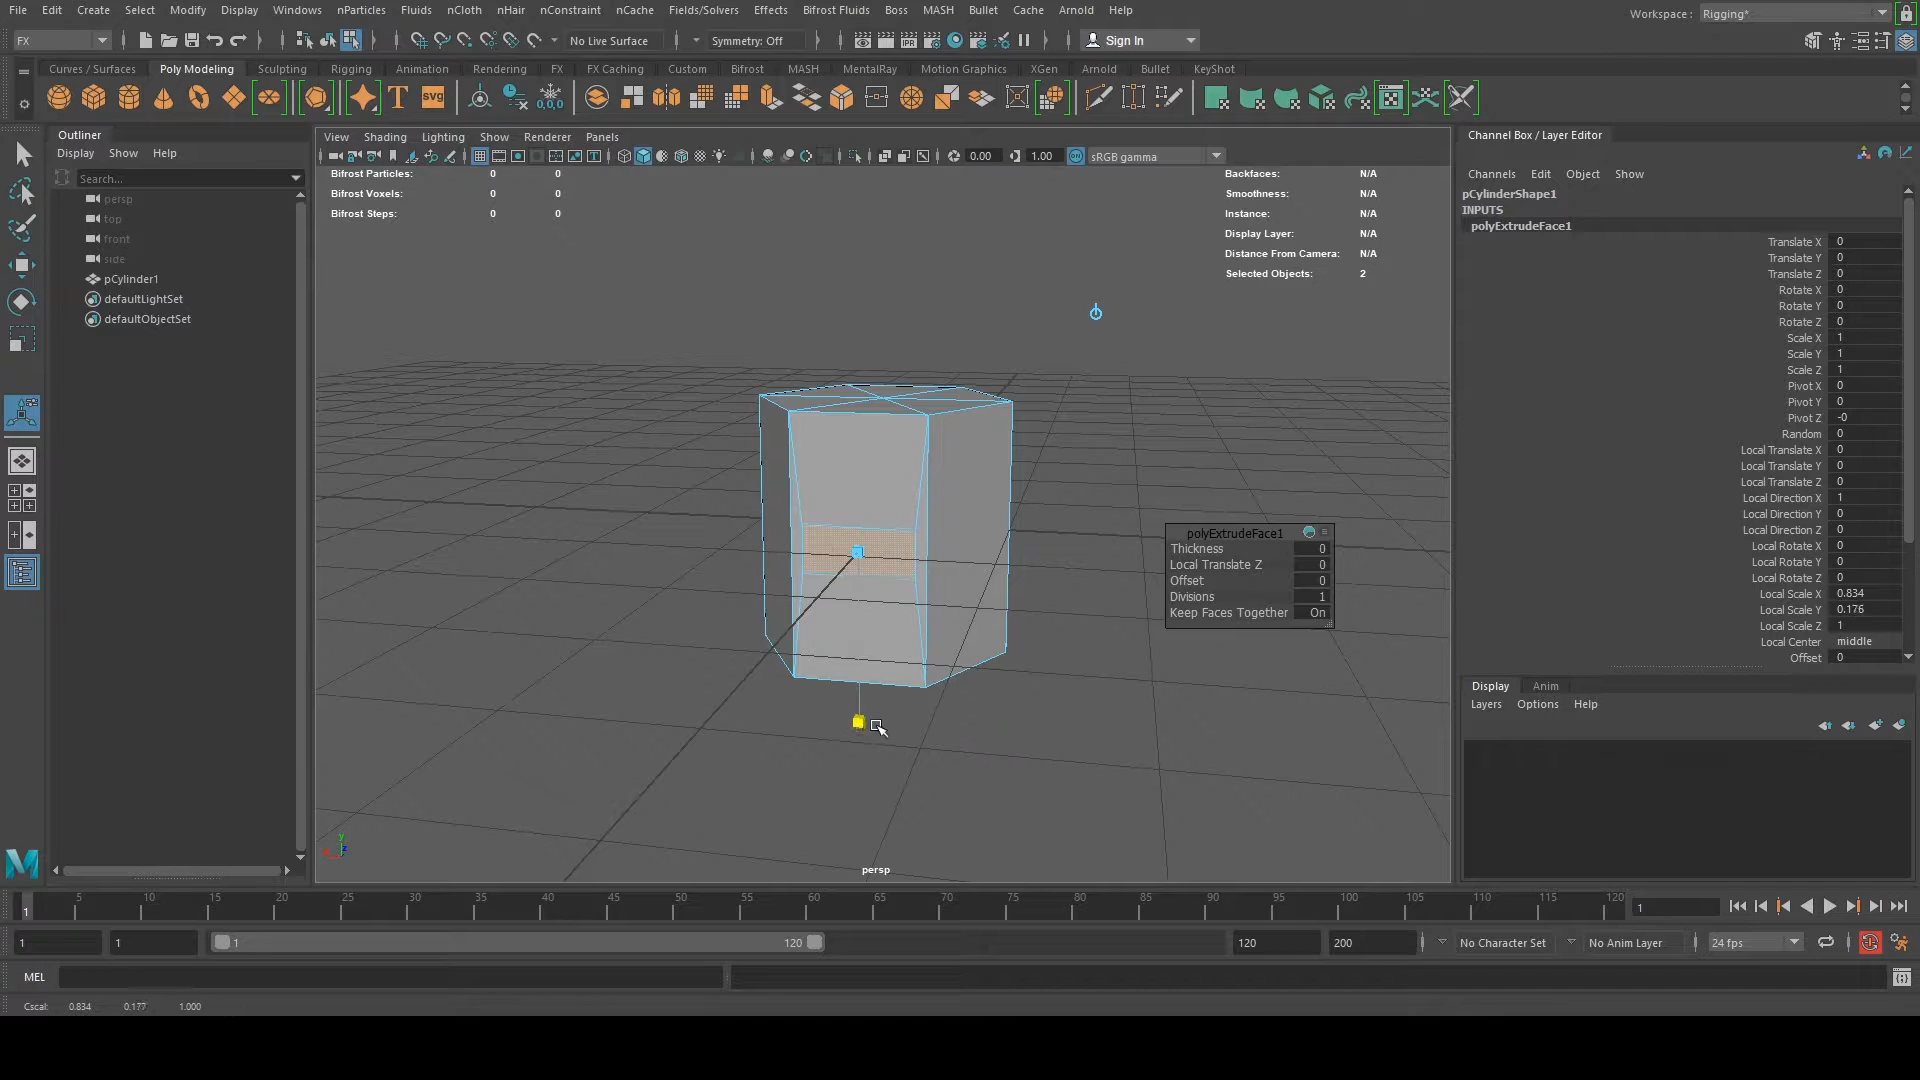 File Edit Create Select Modify Display Windows nParticles Fluids nCloth nHair nConstraint nCache Fields/Solvers Effects Bifrost Fluids Boss MASH Bullet Cache Arnold Help
Workspace : Rigging*
FX No Live Surface Symmetry: Off Sign In
Curves / Surfaces Poly Modeling Sculpting Rigging Animation Rendering FX FX Caching Custom Bifrost MASH MentalRay Motion Graphics XGen Arnold Bullet KeyShot
T SVG 0,0,0
Outliner
Display Show Help
Search...
persp
top
front
side
pCylinder1
defaultLightSet
defaultObjectSet
View Shading Lighting Show Renderer Panels
0.00 1.00 sRGB gamma
Bifrost Particles: 0 0
Bifrost Voxels: 0 0
Bifrost Steps: 0 0
Backfaces: N/A
Smoothness: N/A
Instance: N/A
Display Layer: N/A
Distance From Camera: N/A
Selected Objects: 2
polyExtrudeFace1
Thickness 0
Local Translate Z 0
Offset 0
Divisions 1
Keep Faces Together On
y
z
persp
Channel Box / Layer Editor
Channels Edit Object Show
pCylinderShape1
INPUTS
polyExtrudeFace1
Translate X 0
Translate Y 0
Translate Z 0
Rotate X 0
Rotate Y 0
Rotate Z 0
Scale X 1
Scale Y 1
Scale Z 1
Pivot X 0
Pivot Y 0
Pivot Z -0
Random 0
Local Translate X 0
Local Translate Y 0
Local Translate Z 0
Local Direction X 1
Local Direction Y 0
Local Direction Z 0
Local Rotate X 0
Local Rotate Y 0
Local Rotate Z 0
Local Scale X 0.834
Local Scale Y 0.176
Local Scale Z 1
Local Center middle
Offset 0
Display Anim
Layers Options Help
1 5 10 15 20 25 30 35 40 45 50 55 60 65 70 75 80 85 90 95 100 105 110 115 120 1
1 1 1 120 120 200 No Character Set No Anim Layer 24 fps
MEL
Cscal: 0.834 0.177 1.000